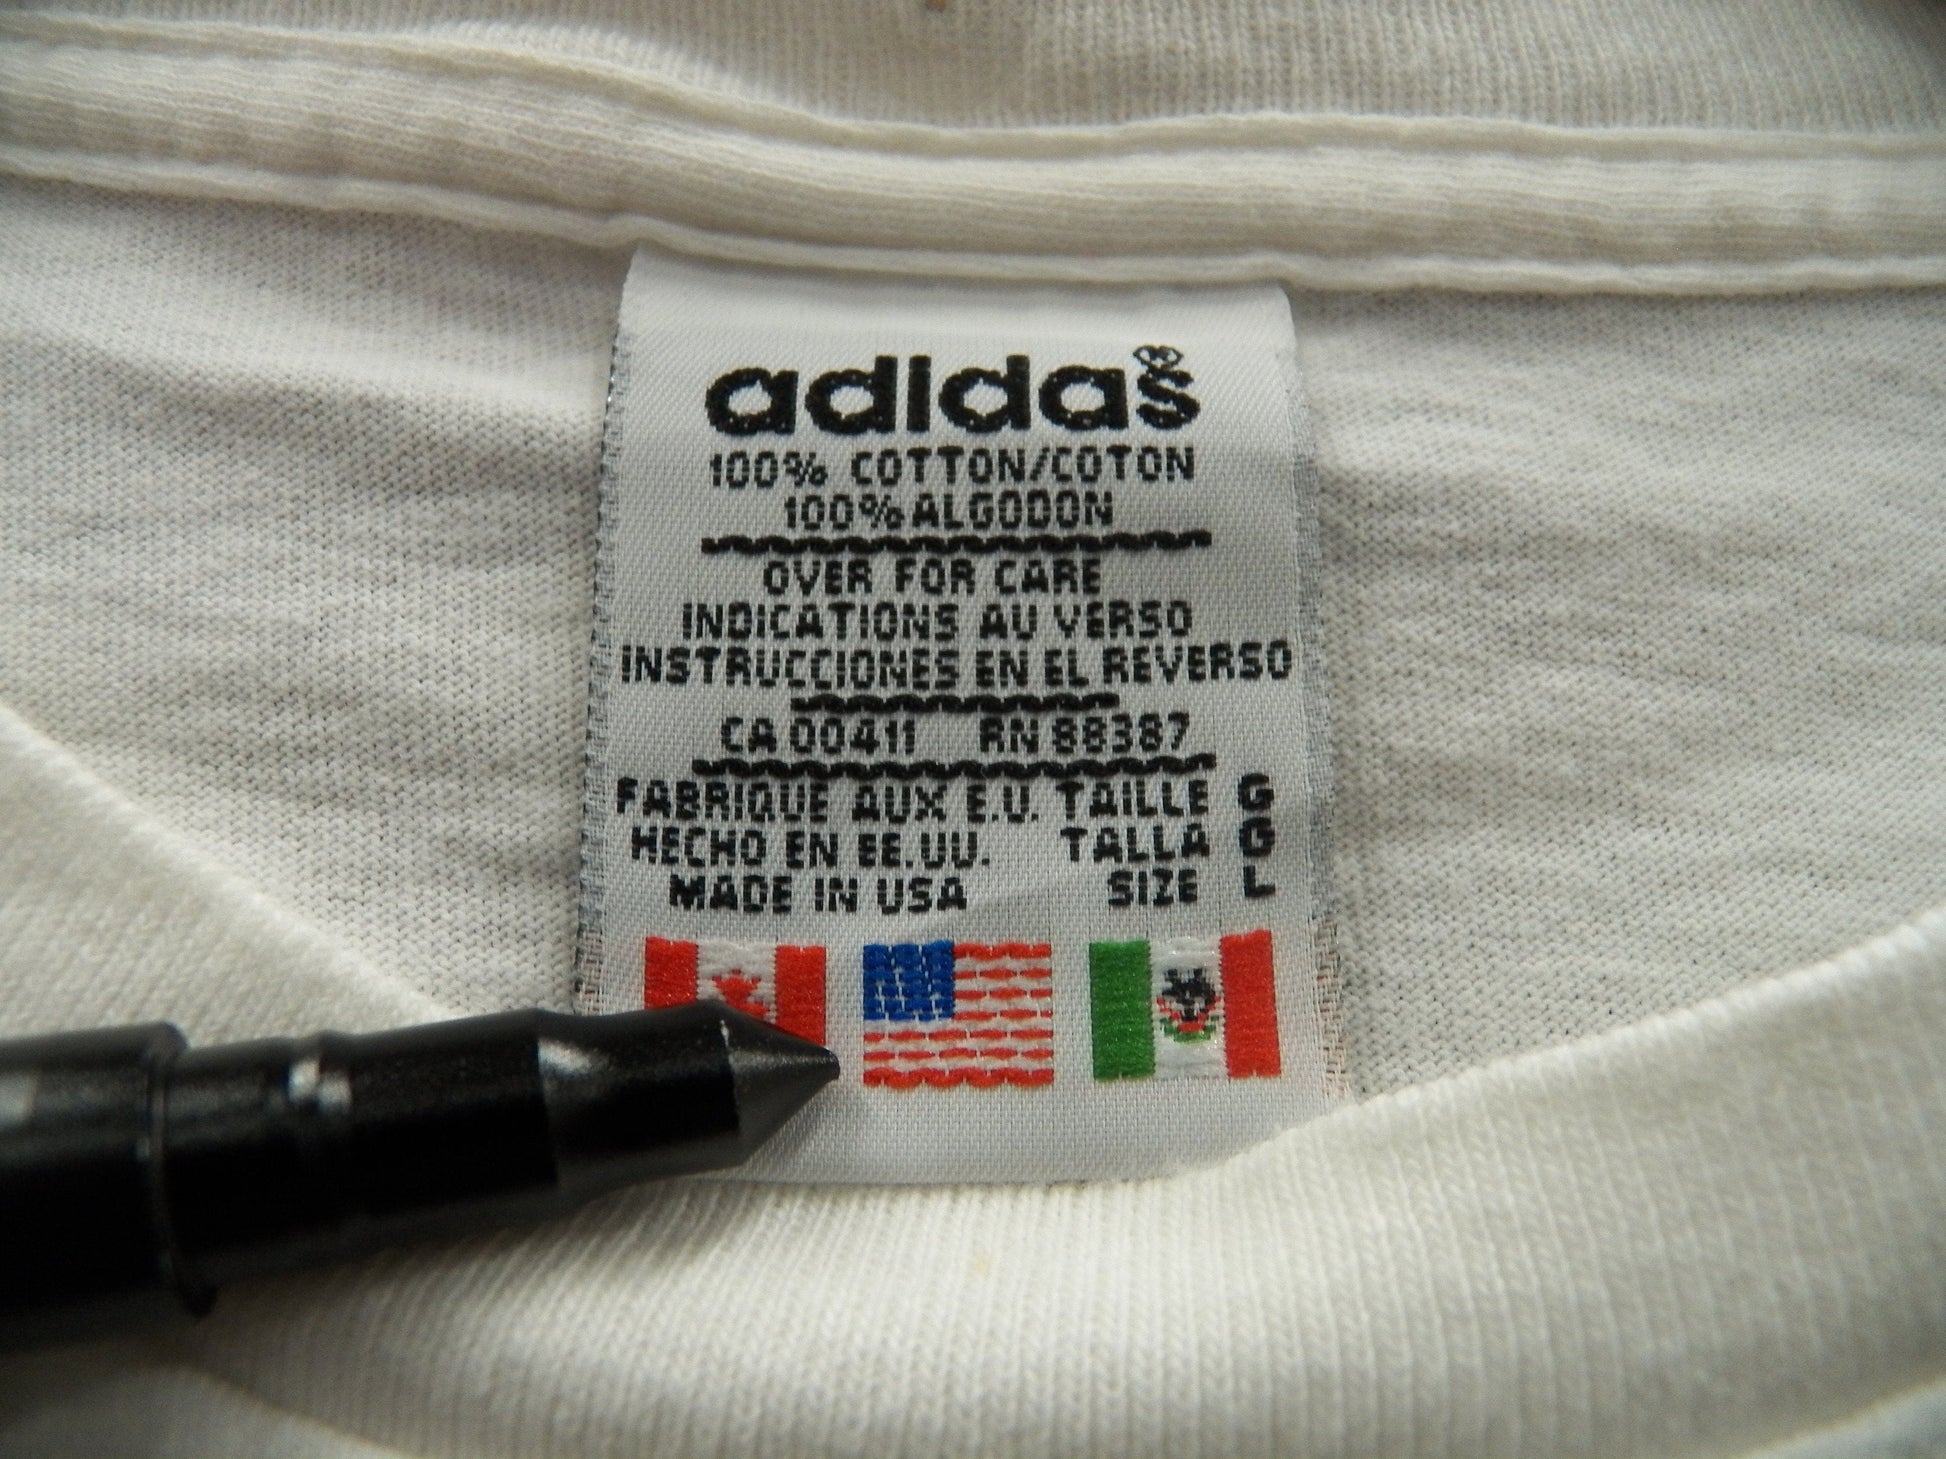 adidas®
100% COTTON/COTON
100% ALGODON
OVER FOR CARE
INDICATIONS AU VERSO
INSTRUCCIONES EN EL REVERSO
CA 00411 RN 88387
FABRIQUE AUX E.U. TAILLE G
HECHO EN EE.UU. TALLA G
MADE IN USA SIZE L